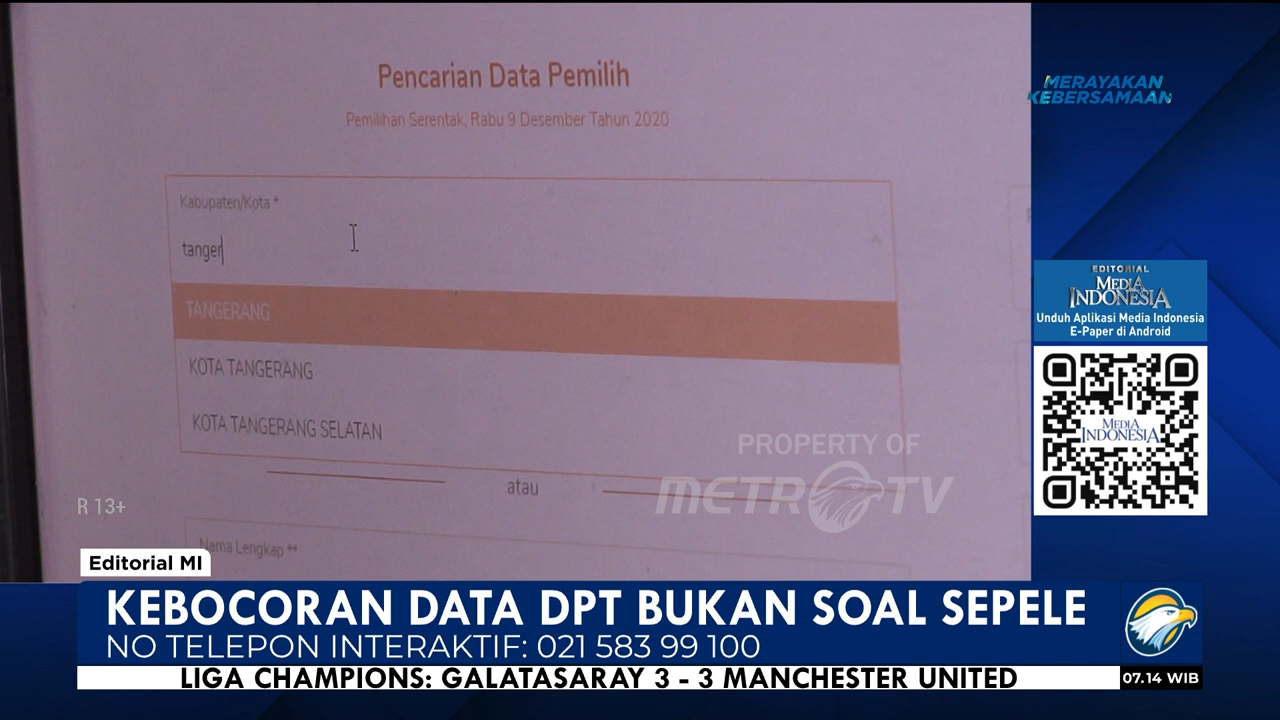 Pencarian Data Pemilih
Pemilihan Serentak, Rabu 9 Desember Tahun 2020
Kabupaten/Kota *
tanger
TANGERANG
KOTA TANGERANG
KOTA TANGERANG SELATAN
atau
Nama Lengkap **
MERAYAKAN
KEBERSAMAAN
EDITORIAL
MEDIA
INDONESIA
Unduh Aplikasi Media Indonesia
E-Paper di Android
MEDIA
INDONESIA
PROPERTY OF
METRO TV
R 13+
Editorial MI
KEBOCORAN DATA DPT BUKAN SOAL SEPELE
NO TELEPON INTERAKTIF: 021 583 99 100
LIGA CHAMPIONS: GALATASARAY 3 - 3 MANCHESTER UNITED
07.14 WIB